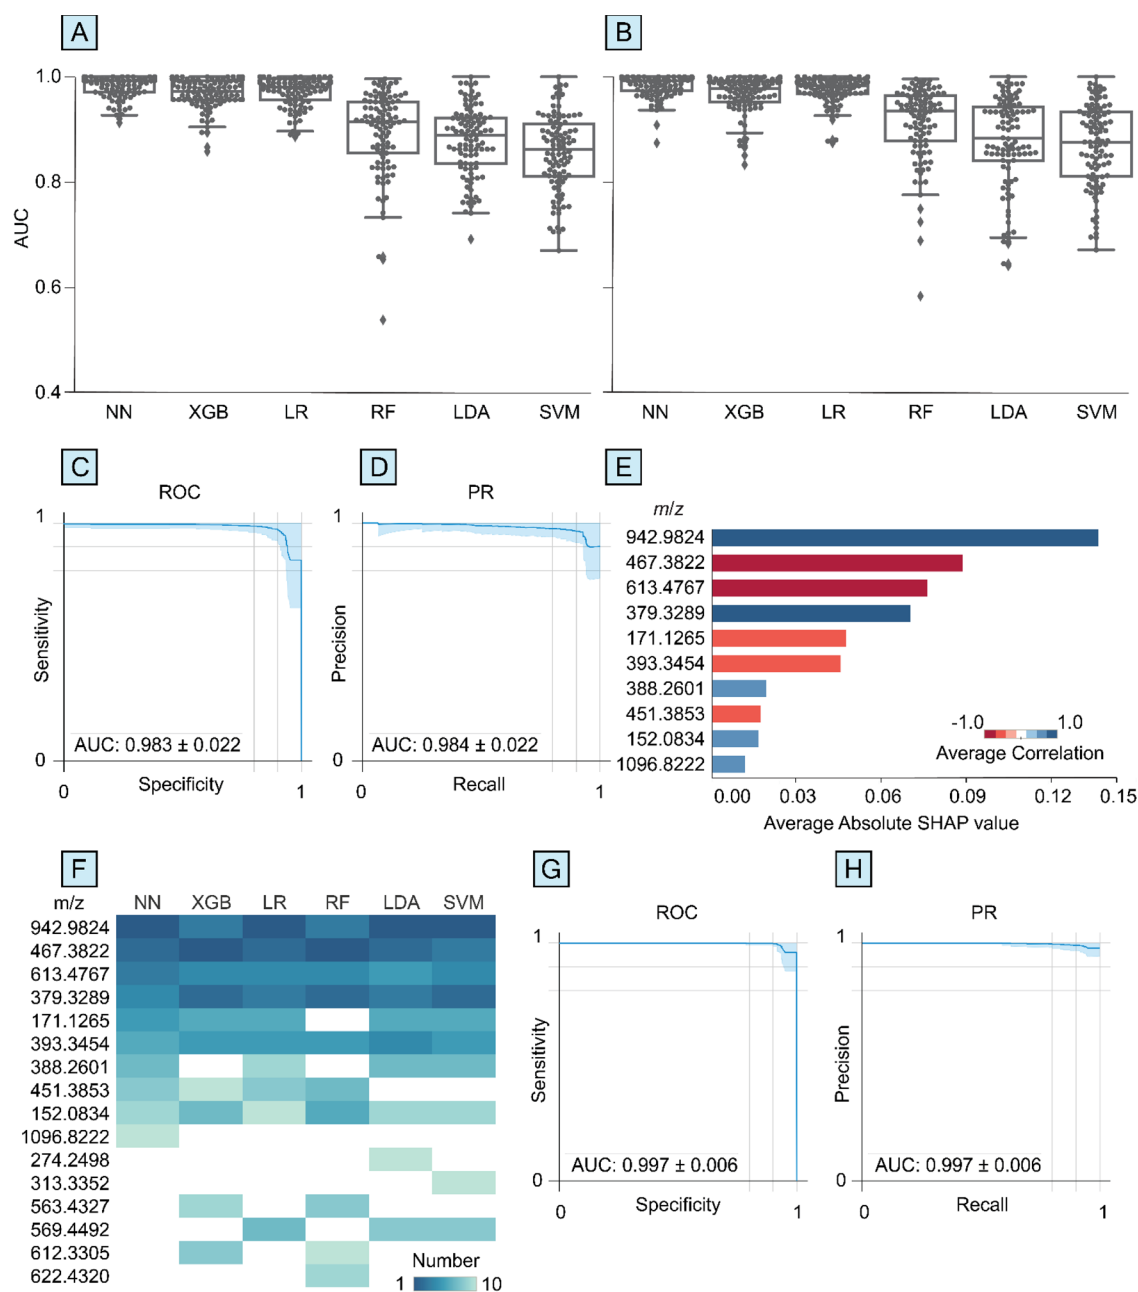 A
B
1.0
0.8
0.6
0.4
AUC
NN XGB LR RF LDA SVM
NN XGB LR RF LDA SVM
C
D
E
ROC
1
Sensitivity
AUC: 0.983 ± 0.022
0
Specificity
0
1
PR
1
Precision
AUC: 0.984 ± 0.022
0
Recall
0
1
m/z
942.9824
467.3822
613.4767
379.3289
171.1265
393.3454
388.2601
451.3853
152.0834
1096.8222
-1.0 1.0
Average Correlation
0.00 0.03 0.06 0.09 0.12 0.15
Average Absolute SHAP value
F
G
H
m/z NN XGB LR RF LDA SVM
942.9824
467.3822
613.4767
379.3289
171.1265
393.3454
388.2601
451.3853
152.0834
1096.8222
274.2498
313.3352
563.4327
569.4492
612.3305
622.4320
Number
1 10
ROC
1
Sensitivity
AUC: 0.997 ± 0.006
0
Specificity
0
1
PR
1
Precision
AUC: 0.997 ± 0.006
0
Recall
0
1